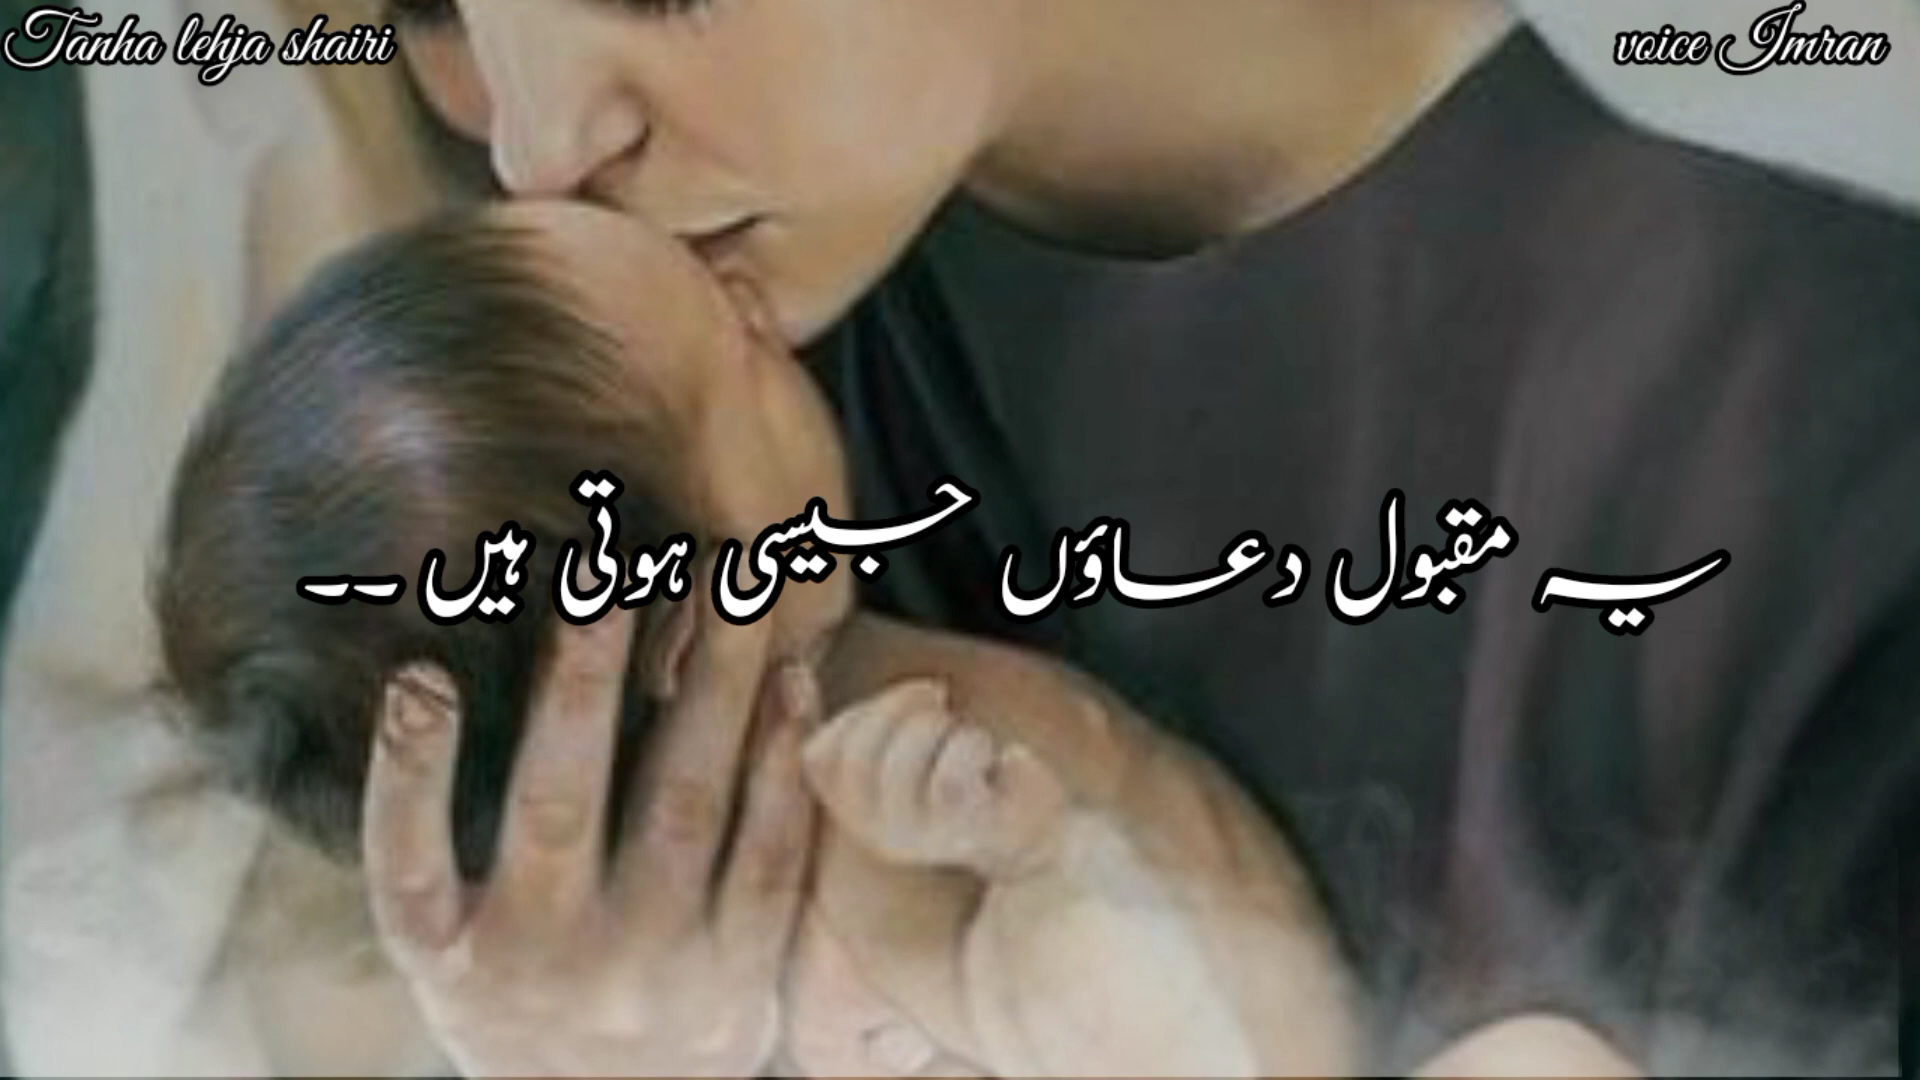 Tanha lehja shairi
voice Imran
یہ مقبول دعاؤں جیسی ہوتی ہیں ۔۔